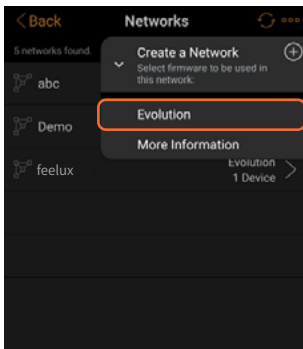 Back
Networks
5 networks found.
Create a Network
Select firmware to be used in
this network:
abc
Evolution
Demo
More Information
feelux
Evolution
1 Device